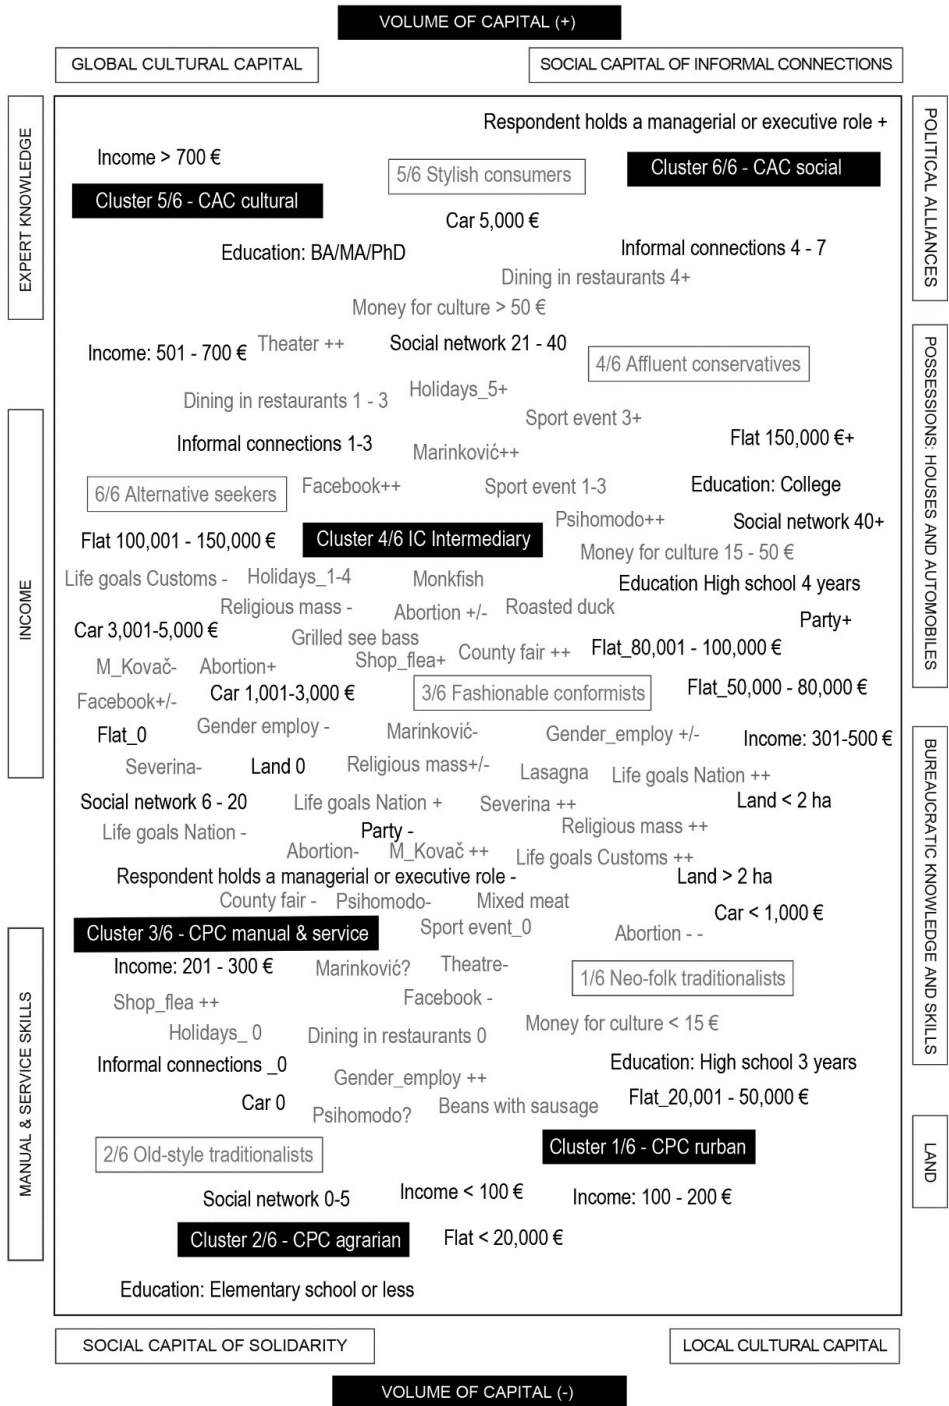 VOLUME OF CAPITAL (+)
GLOBAL CULTURAL CAPITAL
SOCIAL CAPITAL OF INFORMAL CONNECTIONS
EXPERT KNOWLEDGE
INCOME
MANUAL & SERVICE SKILLS
Respondent holds a managerial or executive role +
Income > 700 €
5/6 Stylish consumers
Cluster 6/6 - CAC social
Cluster 5/6 - CAC cultural
Car 5,000 €
Education: BA/MA/PhD
Informal connections 4 - 7
Dining in restaurants 4+
Money for culture > 50 €
Income: 501 - 700 €
Theater ++
Social network 21 - 40
4/6 Affluent conservatives
Dining in restaurants 1 - 3
Holidays_5+
Sport event 3+
Informal connections 1-3
Marinković++
Flat 150,000 €+
6/6 Alternative seekers
Facebook++
Sport event 1-3
Education: College
Psihomodo++
Social network 40+
Flat 100,001 - 150,000 €
Cluster 4/6 IC Intermediary
Money for culture 15 - 50 €
Life goals Customs -
Holidays_1-4
Monkfish
Education High school 4 years
Religious mass -
Abortion +/-
Roasted duck
Party+
Car 3,001-5,000 €
Grilled see bass
Shop_flea+
County fair ++
Flat_80,001 - 100,000 €
M_Kovač-
Abortion+
Facebook+/-
Car 1,001-3,000 €
3/6 Fashionable conformists
Flat_50,000 - 80,000 €
Flat_0
Gender employ -
Marinković-
Gender_employ +/-
Income: 301-500 €
Severina-
Land 0
Religious mass+/-
Lasagna
Life goals Nation ++
Social network 6 - 20
Life goals Nation +
Severina ++
Land < 2 ha
Life goals Nation -
Party -
Religious mass ++
Abortion-
M_Kovač ++
Life goals Customs ++
Respondent holds a managerial or executive role -
Land > 2 ha
County fair -
Psihomodo-
Mixed meat
Car < 1,000 €
Cluster 3/6 - CPC manual & service
Sport event_0
Abortion - -
Income: 201 - 300 €
Marinković?
Theatre-
1/6 Neo-folk traditionalists
Shop_flea ++
Facebook -
Holidays_ 0
Dining in restaurants 0
Money for culture < 15 €
Informal connections _0
Gender_employ ++
Education: High school 3 years
Car 0
Psihomodo?
Beans with sausage
Flat_20,001 - 50,000 €
2/6 Old-style traditionalists
Cluster 1/6 - CPC rurban
Social network 0-5
Income < 100 €
Income: 100 - 200 €
Cluster 2/6 - CPC agrarian
Flat < 20,000 €
Education: Elementary school or less
POLITICAL ALLIANCES
POSSESSIONS: HOUSES AND AUTOMOBILES
BUREAUCRATIC KNOWLEDGE AND SKILLS
LAND
SOCIAL CAPITAL OF SOLIDARITY
LOCAL CULTURAL CAPITAL
VOLUME OF CAPITAL (-)